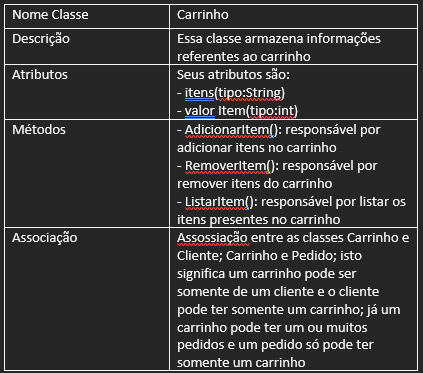 Nome Classe
Carrinho
Descrição
Essa classe armazena informações
referentes ao carrinho
Atributos
Seus atributos são:
- itens(tipo:String)
- valor Item(tipo:int)
Métodos
- AdicionarItem(): responsável por
adicionar itens no carrinho
- RemoverItem(): responsável por
remover itens do carrinho
- ListarItem(): responsável por listar os
itens presentes no carrinho
Associação
Assossiação entre as classes Carrinho e
Cliente; Carrinho e Pedido; isto
significa um carrinho pode ser
somente de um cliente e o cliente
pode ter somente um carrinho; já um
carrinho pode ter um ou muitos
pedidos e um pedido só pode ter
somente um carrinho